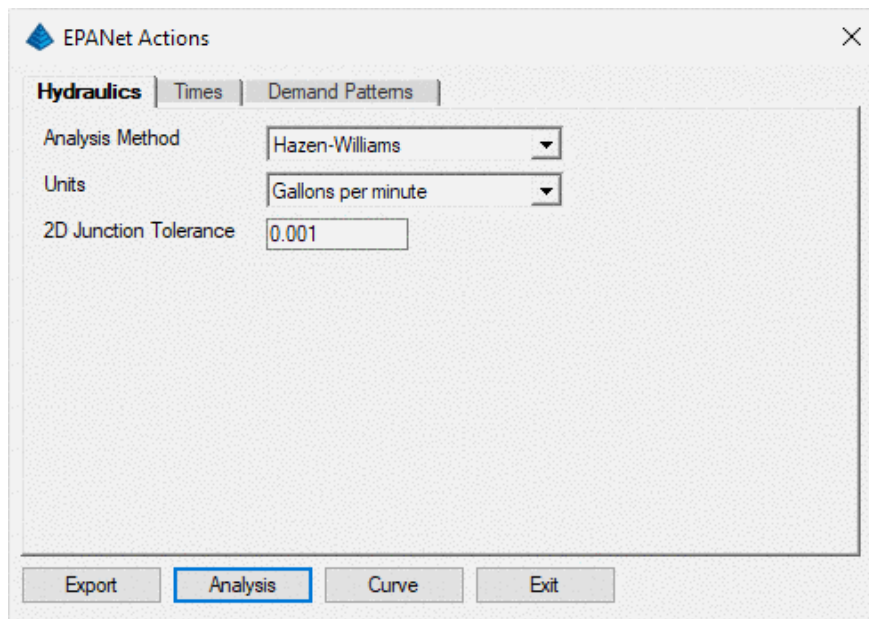 EPANet Actions
Hydraulics Times Demand Patterns
Analysis Method Hazen-Williams
Units Gallons per minute
2D Junction Tolerance 0.001
Export Analysis Curve Exit